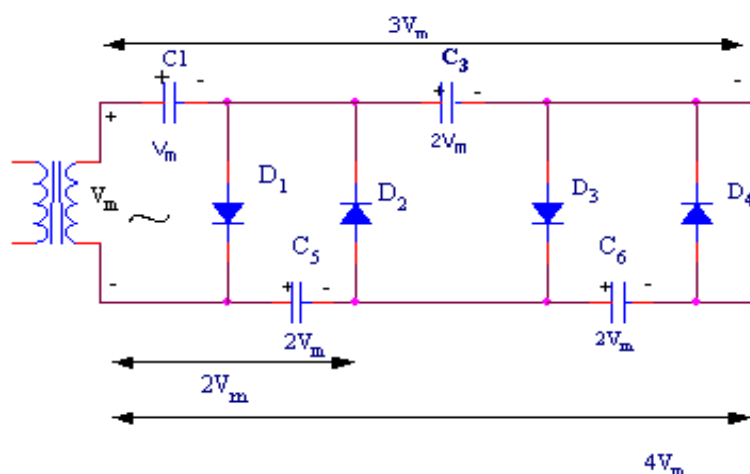 3Vm
C1
C3
+ - + - -
+
Vm
2Vm
Vm
D1
D2
D3
D4
C5
C6
- + - + -
2Vm
2Vm
2Vm
4Vm